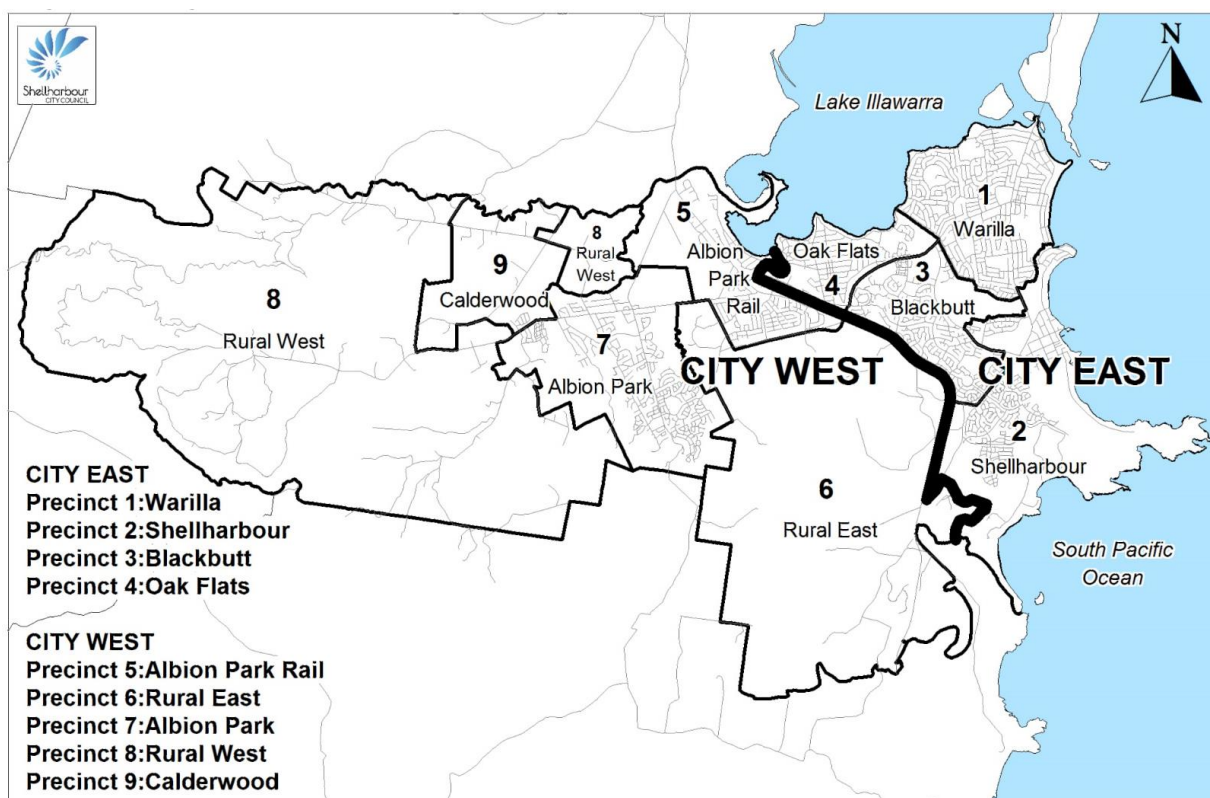 Shellharbour
CITY COUNCIL
N
Lake Illawarra
1
Warilla
5
Albion
Park
Rail
Oak Flats
4
3
Blackbutt
8
Rural
West
9
Calderwood
8
Rural West
7
Albion Park
CITY WEST
CITY EAST
2
Shellharbour
6
Rural East
South Pacific
Ocean
CITY EAST
Precinct 1:Warilla
Precinct 2:Shellharbour
Precinct 3:Blackbutt
Precinct 4:Oak Flats
CITY WEST
Precinct 5:Albion Park Rail
Precinct 6:Rural East
Precinct 7:Albion Park
Precinct 8:Rural West
Precinct 9:Calderwood